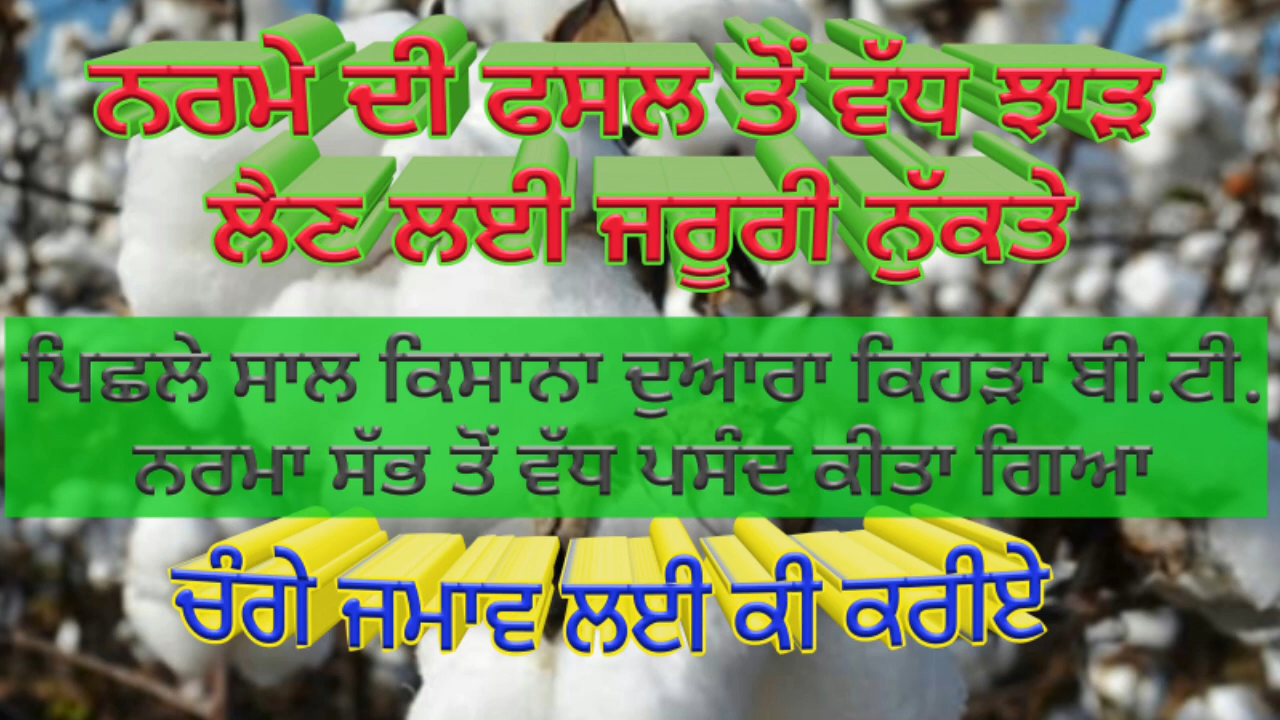 ਨਰਮੇ ਦੀ ਫਸਲ ਤੋਂ ਵੱਧ ਝਾੜ
ਲੈਣ ਲਈ ਜਰੂਰੀ ਨੁੱਕਤੇ
ਪਿਛਲੇ ਸਾਲ ਕਿਸਾਨਾ ਦੁਆਰਾ ਕਿਹੜਾ ਬੀ.ਟੀ.
ਨਰਮਾ ਸੱਭ ਤੋਂ ਵੱਧ ਪਸੰਦ ਕੀਤਾ ਗਿਆ
ਚੰਗੇ ਜਮਾਵ ਲਈ ਕੀ ਕਰੀਏ